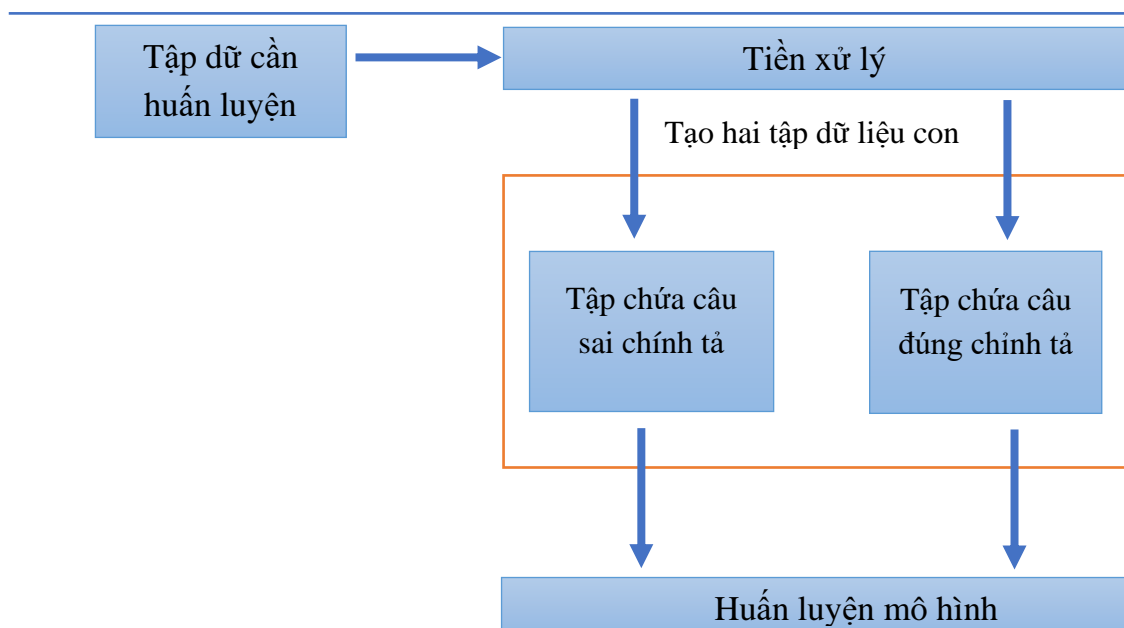 Tập dữ cần
huấn luyện
Tiền xử lý
Tạo hai tập dữ liệu con
Tập chứa câu
sai chính tả
Tập chứa câu
đúng chỉnh tả
Huấn luyện mô hình